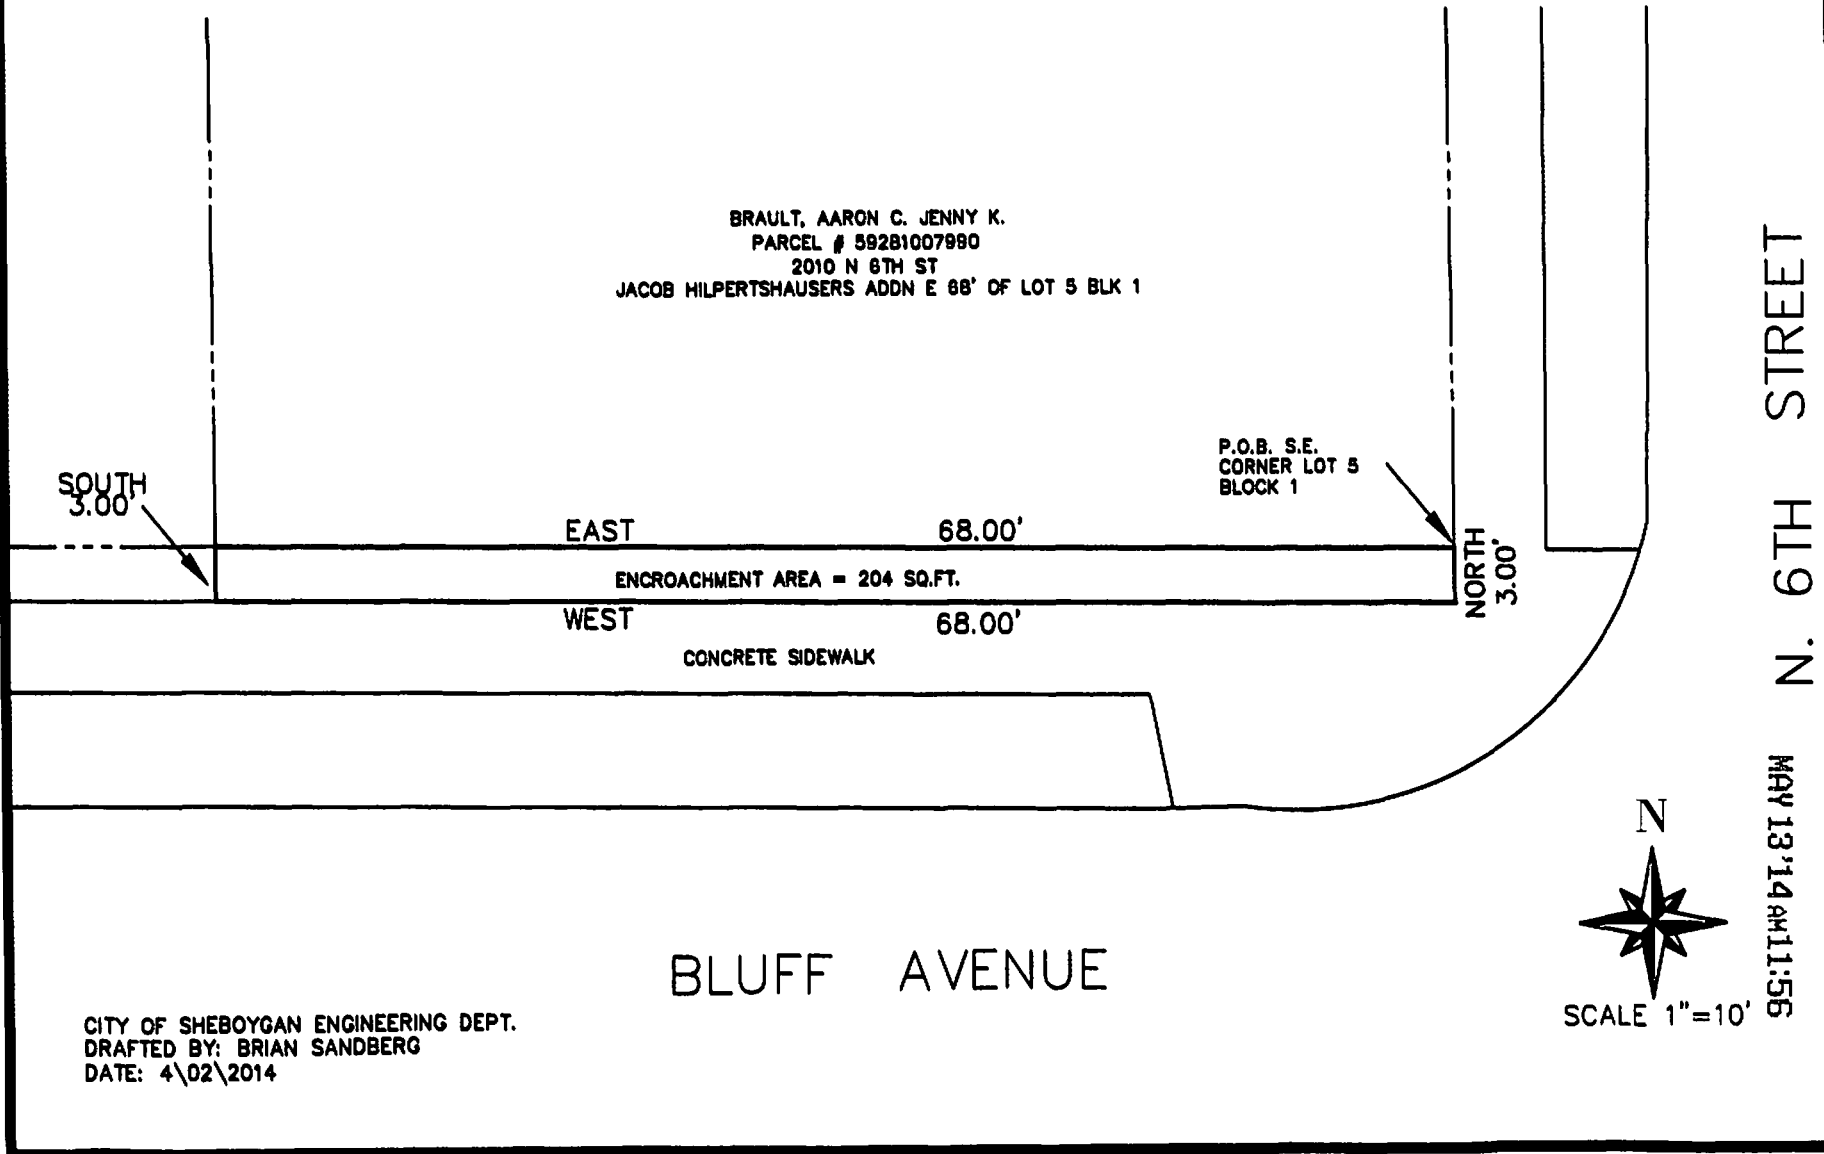 BRAULT, AARON C. JENNY K.
PARCEL # 59281007990
2010 N 6TH ST
JACOB HILPERTSHAUSERS ADDN E 68' OF LOT 5 BLK 1
P.O.B. S.E.
CORNER LOT 5
BLOCK 1
SOUTH
3.00'
EAST 68.00'
NORTH
3.00'
ENCROACHMENT AREA = 204 SQ.FT.
WEST 68.00'
CONCRETE SIDEWALK
N. 6TH STREET
MAY 13'14 AM11:56
N
SCALE 1"=10'
BLUFF AVENUE
CITY OF SHEBOYGAN ENGINEERING DEPT.
DRAFTED BY: BRIAN SANDBERG
DATE: 4\02\2014